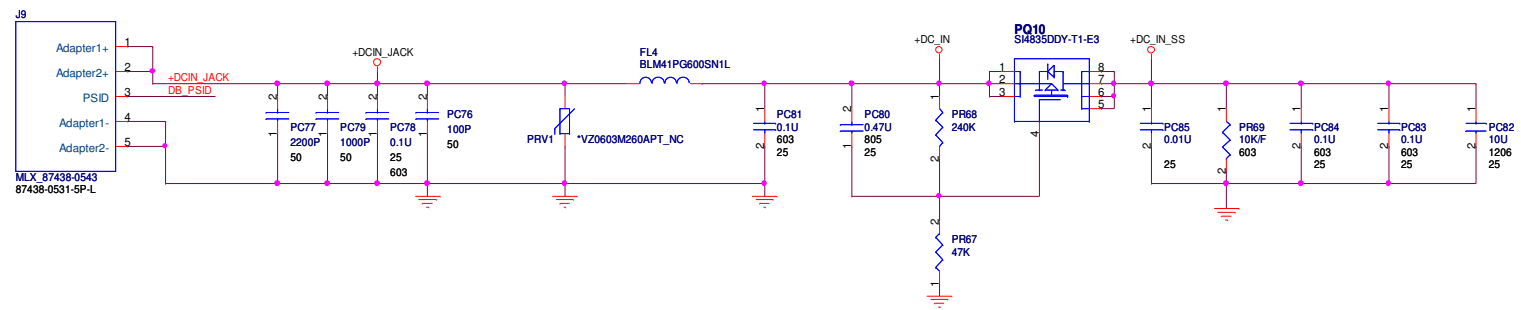 J9
Adapter1+
1
Adapter2+
2
PSID
3
Adapter1-
4
Adapter2-
5
MLX_87438-0543
87438-0531-5P-L
+DCIN_JACK
DB_PSID
+DCIN_JACK
2
1
PC77
2200P
50
2
1
PC79
1000P
50
2
1
PC78
0.1U
25
603
2
1
PC76
100P
50
PRV1
*VZ0603M260APT_NC
FL4
BLM41PG600SN1L
1
2
PC81
0.1U
603
25
2
1
PC80
0.47U
805
25
+DC_IN
1
2
PR68
240K
2
1
PR67
47K
PQ10
SI4835DDY-T1-E3
1
2
3
4
8
7
6
5
+DC_IN_SS
1
2
PC85
0.01U
25
1
2
PR69
10K/F
603
1
2
PC84
0.1U
603
25
1
2
PC83
0.1U
603
25
1
2
PC82
10U
1206
25